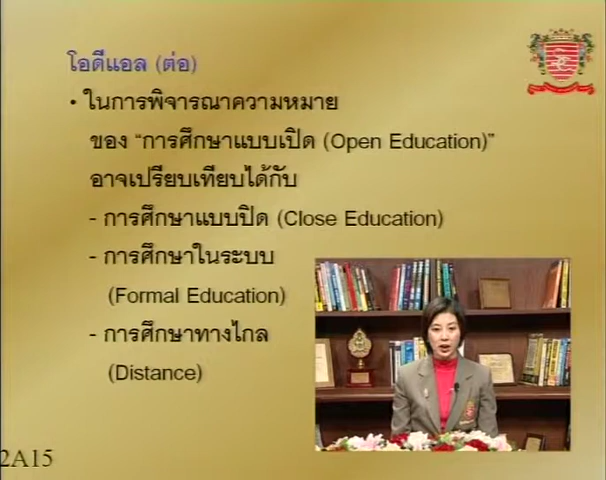 โอดีแอล (ต่อ)
• ในการพิจารณาความหมาย
ของ “การศึกษาแบบเปิด (Open Education)”
อาจเปรียบเทียบได้กับ
- การศึกษาแบบปิด (Close Education)
- การศึกษาในระบบ
(Formal Education)
- การศึกษาทางไกล
(Distance)
2A15